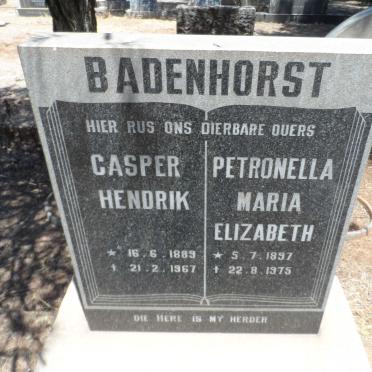 BADENHORST
HIER RUS ONS DIERBARE OUERS
CASPER
HENDRIK
★ 16.6.1889
† 21.2.1967
PETRONELLA
MARIA
ELIZABETH
★ 5.7.1897
† 22.8.1975
DIE HERE IS MY HERDER